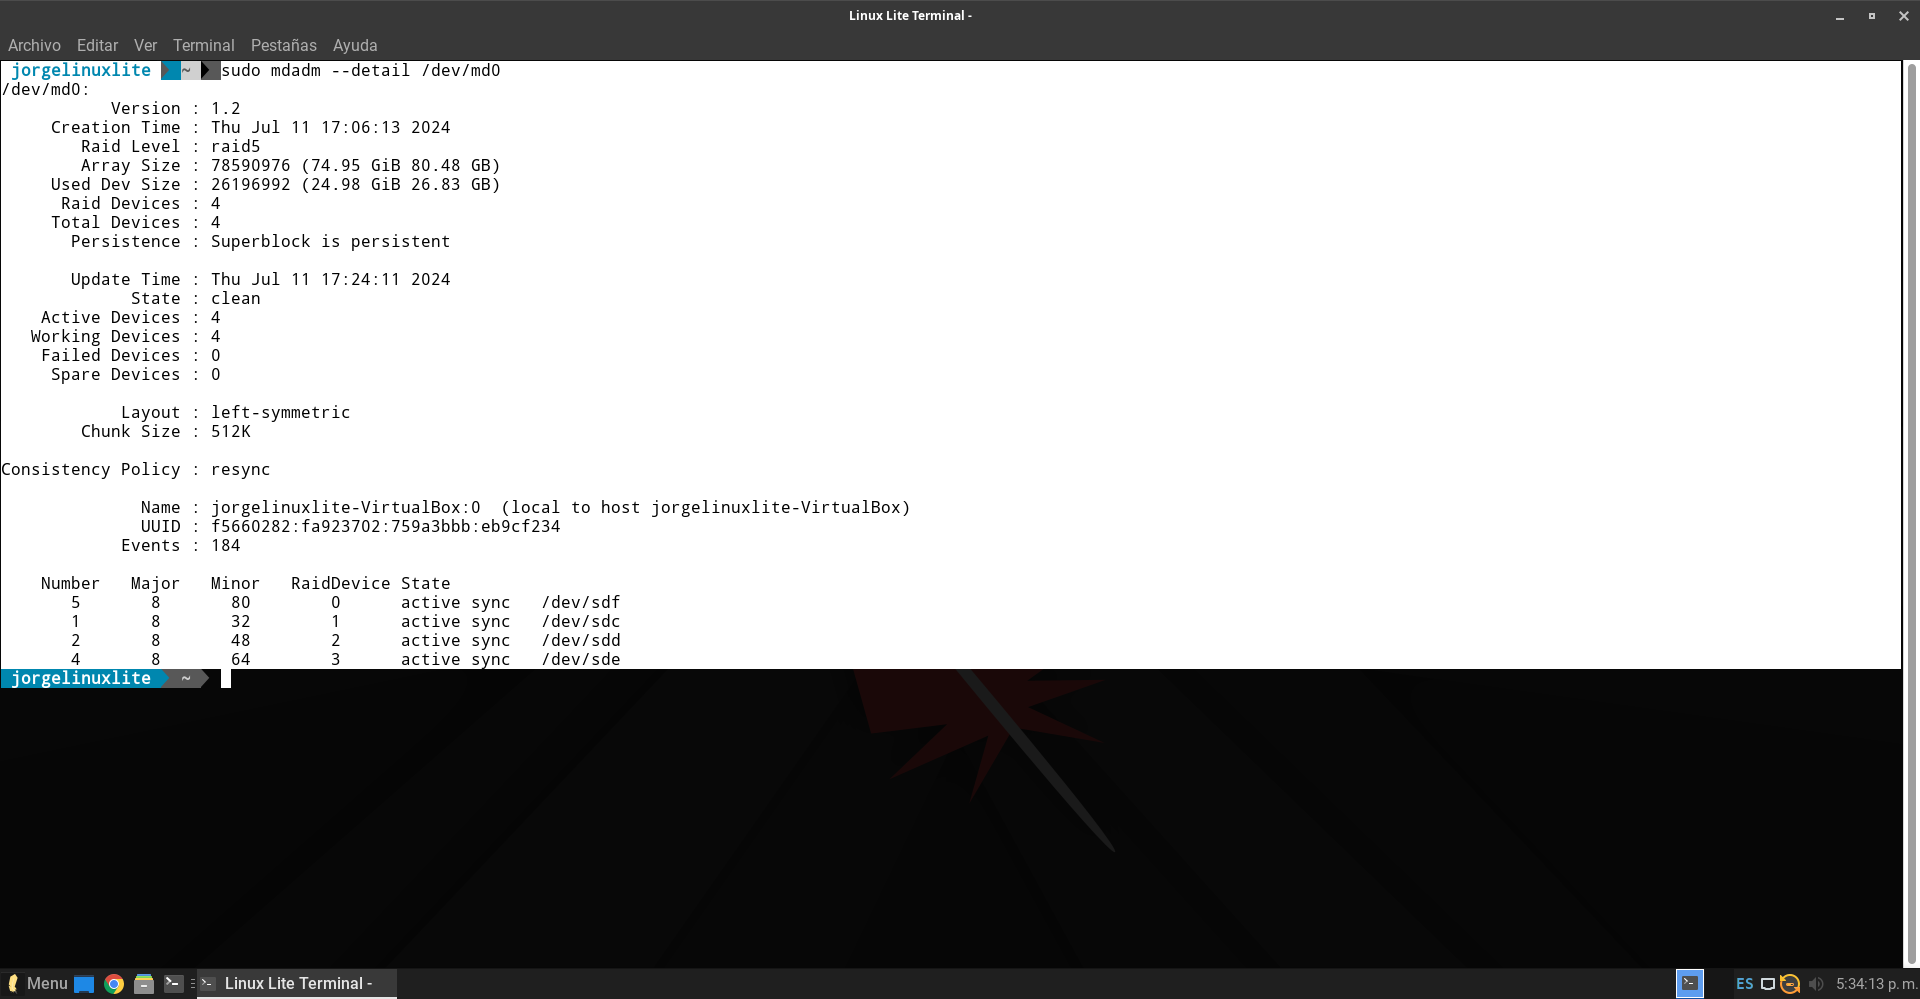 Linux Lite Terminal -
Archivo Editar Ver Terminal Pestañas Ayuda
jorgelinuxlite ~ sudo mdadm --detail /dev/md0
/dev/md0:
Version : 1.2
Creation Time : Thu Jul 11 17:06:13 2024
Raid Level : raid5
Array Size : 78590976 (74.95 GiB 80.48 GB)
Used Dev Size : 26196992 (24.98 GiB 26.83 GB)
Raid Devices : 4
Total Devices : 4
Persistence : Superblock is persistent
Update Time : Thu Jul 11 17:24:11 2024
State : clean
Active Devices : 4
Working Devices : 4
Failed Devices : 0
Spare Devices : 0
Layout : left-symmetric
Chunk Size : 512K
Consistency Policy : resync
Name : jorgelinuxlite-VirtualBox:0 (local to host jorgelinuxlite-VirtualBox)
UUID : f5660282:fa923702:759a3bbb:eb9cf234
Events : 184
Number Major Minor RaidDevice State
5 8 80 0 active sync /dev/sdf
1 8 32 1 active sync /dev/sdc
2 8 48 2 active sync /dev/sdd
4 8 64 3 active sync /dev/sde
jorgelinuxlite ~
Menu Linux Lite Terminal - ES 5:34:13 p. m.